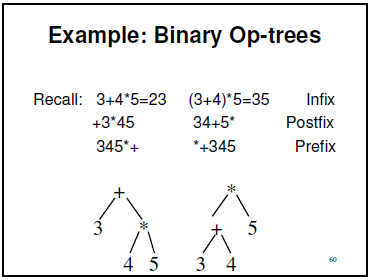 Example: Binary Op-trees
Recall: 3+4*5=23 (3+4)*5=35 Infix
+3*45 34+5* Postfix
345*+ *+345 Prefix
+ *
3 * + 5
4 5 3 4
60